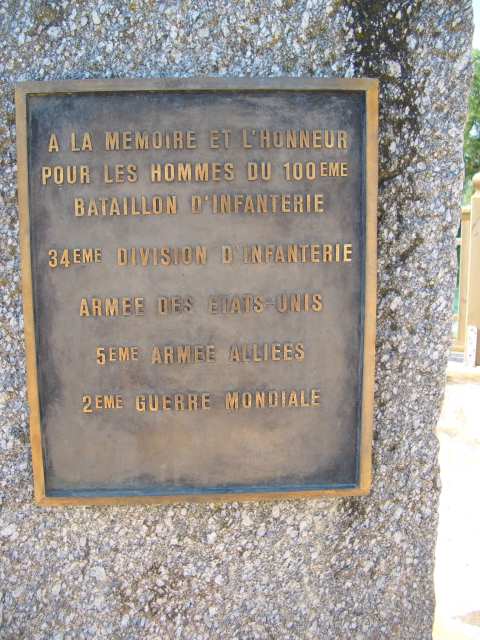 A LA MEMOIRE ET L'HONNEUR
POUR LES HOMMES DU 100EME
BATAILLON D'INFANTERIE
34EME DIVISION D'INFANTERIE
ARMEE DES ETATS-UNIS
5EME ARMEE ALLIEES
2EME GUERRE MONDIALE